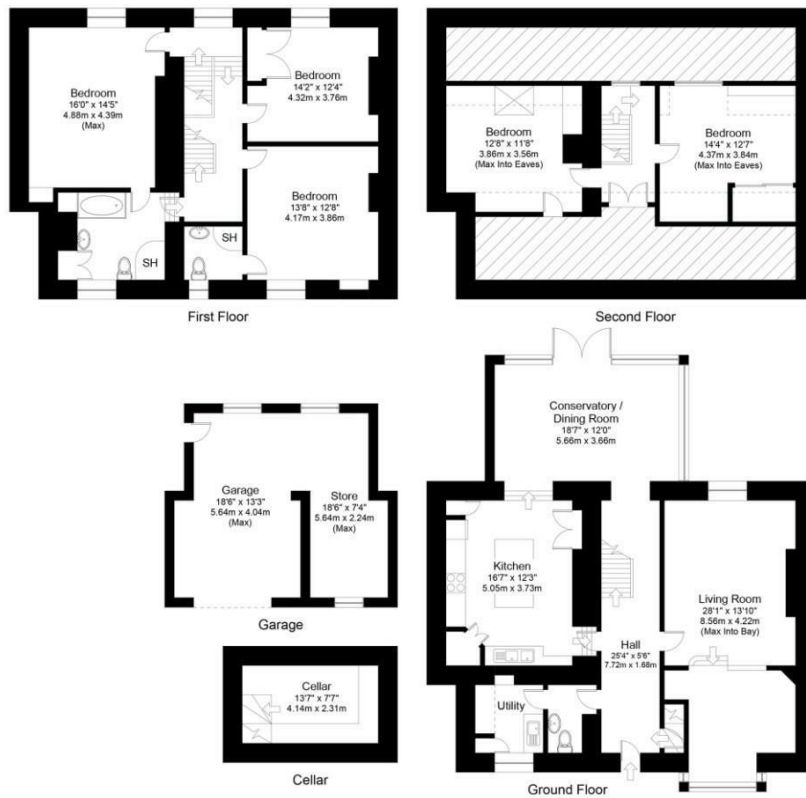 Bedroom
16'0" x 14'5"
4.88m x 4.39m
(Max)
Bedroom
14'2" x 12'4"
4.32m x 3.76m
Bedroom
13'8" x 12'8"
4.17m x 3.86m
SH
SH
First Floor
Bedroom
12'8" x 11'8"
3.86m x 3.56m
(Max Into Eaves)
Bedroom
14'4" x 12'7"
4.37m x 3.84m
(Max Into Eaves)
Second Floor
Garage
18'6" x 13'3"
5.64m x 4.04m
(Max)
Store
18'6" x 7'4"
5.64m x 2.24m
(Max)
Garage
Cellar
13'7" x 7'7"
4.14m x 2.31m
Cellar
Conservatory /
Dining Room
18'7" x 12'0"
5.66m x 3.66m
Kitchen
16'7" x 12'3"
5.05m x 3.73m
Hall
25'4" x 5'6"
7.72m x 1.68m
Living Room
28'1" x 13'10"
8.56m x 4.22m
(Max Into Bay)
Utility
Ground Floor